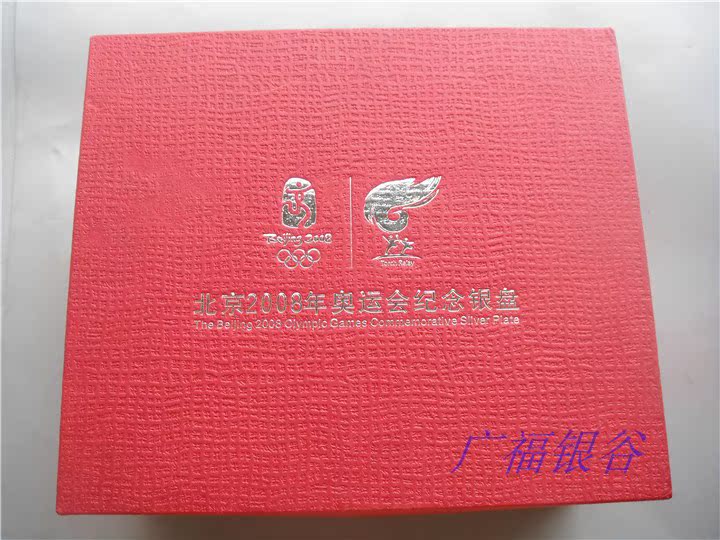 Beijing 2008
Torch Relay
北京2008年奥运会纪念银盘
The Beijing 2008 Olympic Games Commemorative Silver Plate
广福银谷